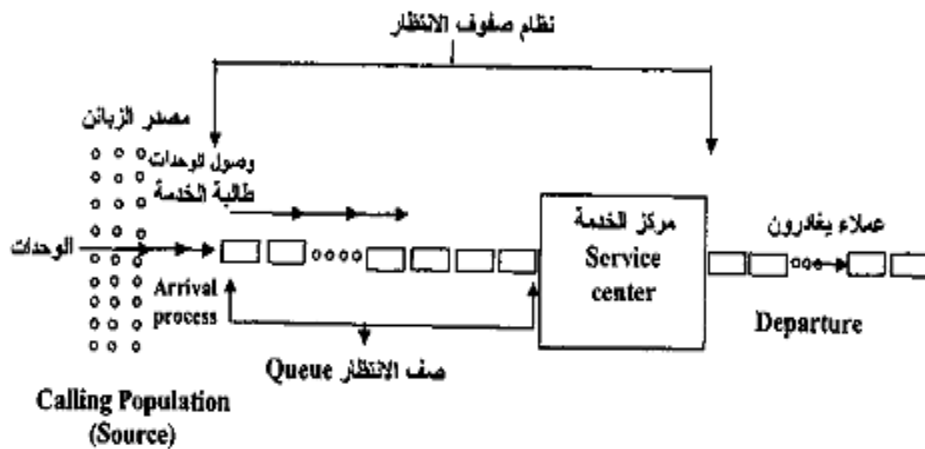 نظام صفوف الانتظار
مصدر الزبائن
وصول الوحدات
طالبة الخدمة
الوحدات
Arrival
process
صف الانتظار Queue
مركز الخدمة
Service
center
عملاء يغادرون
Departure
Calling Population
(Source)